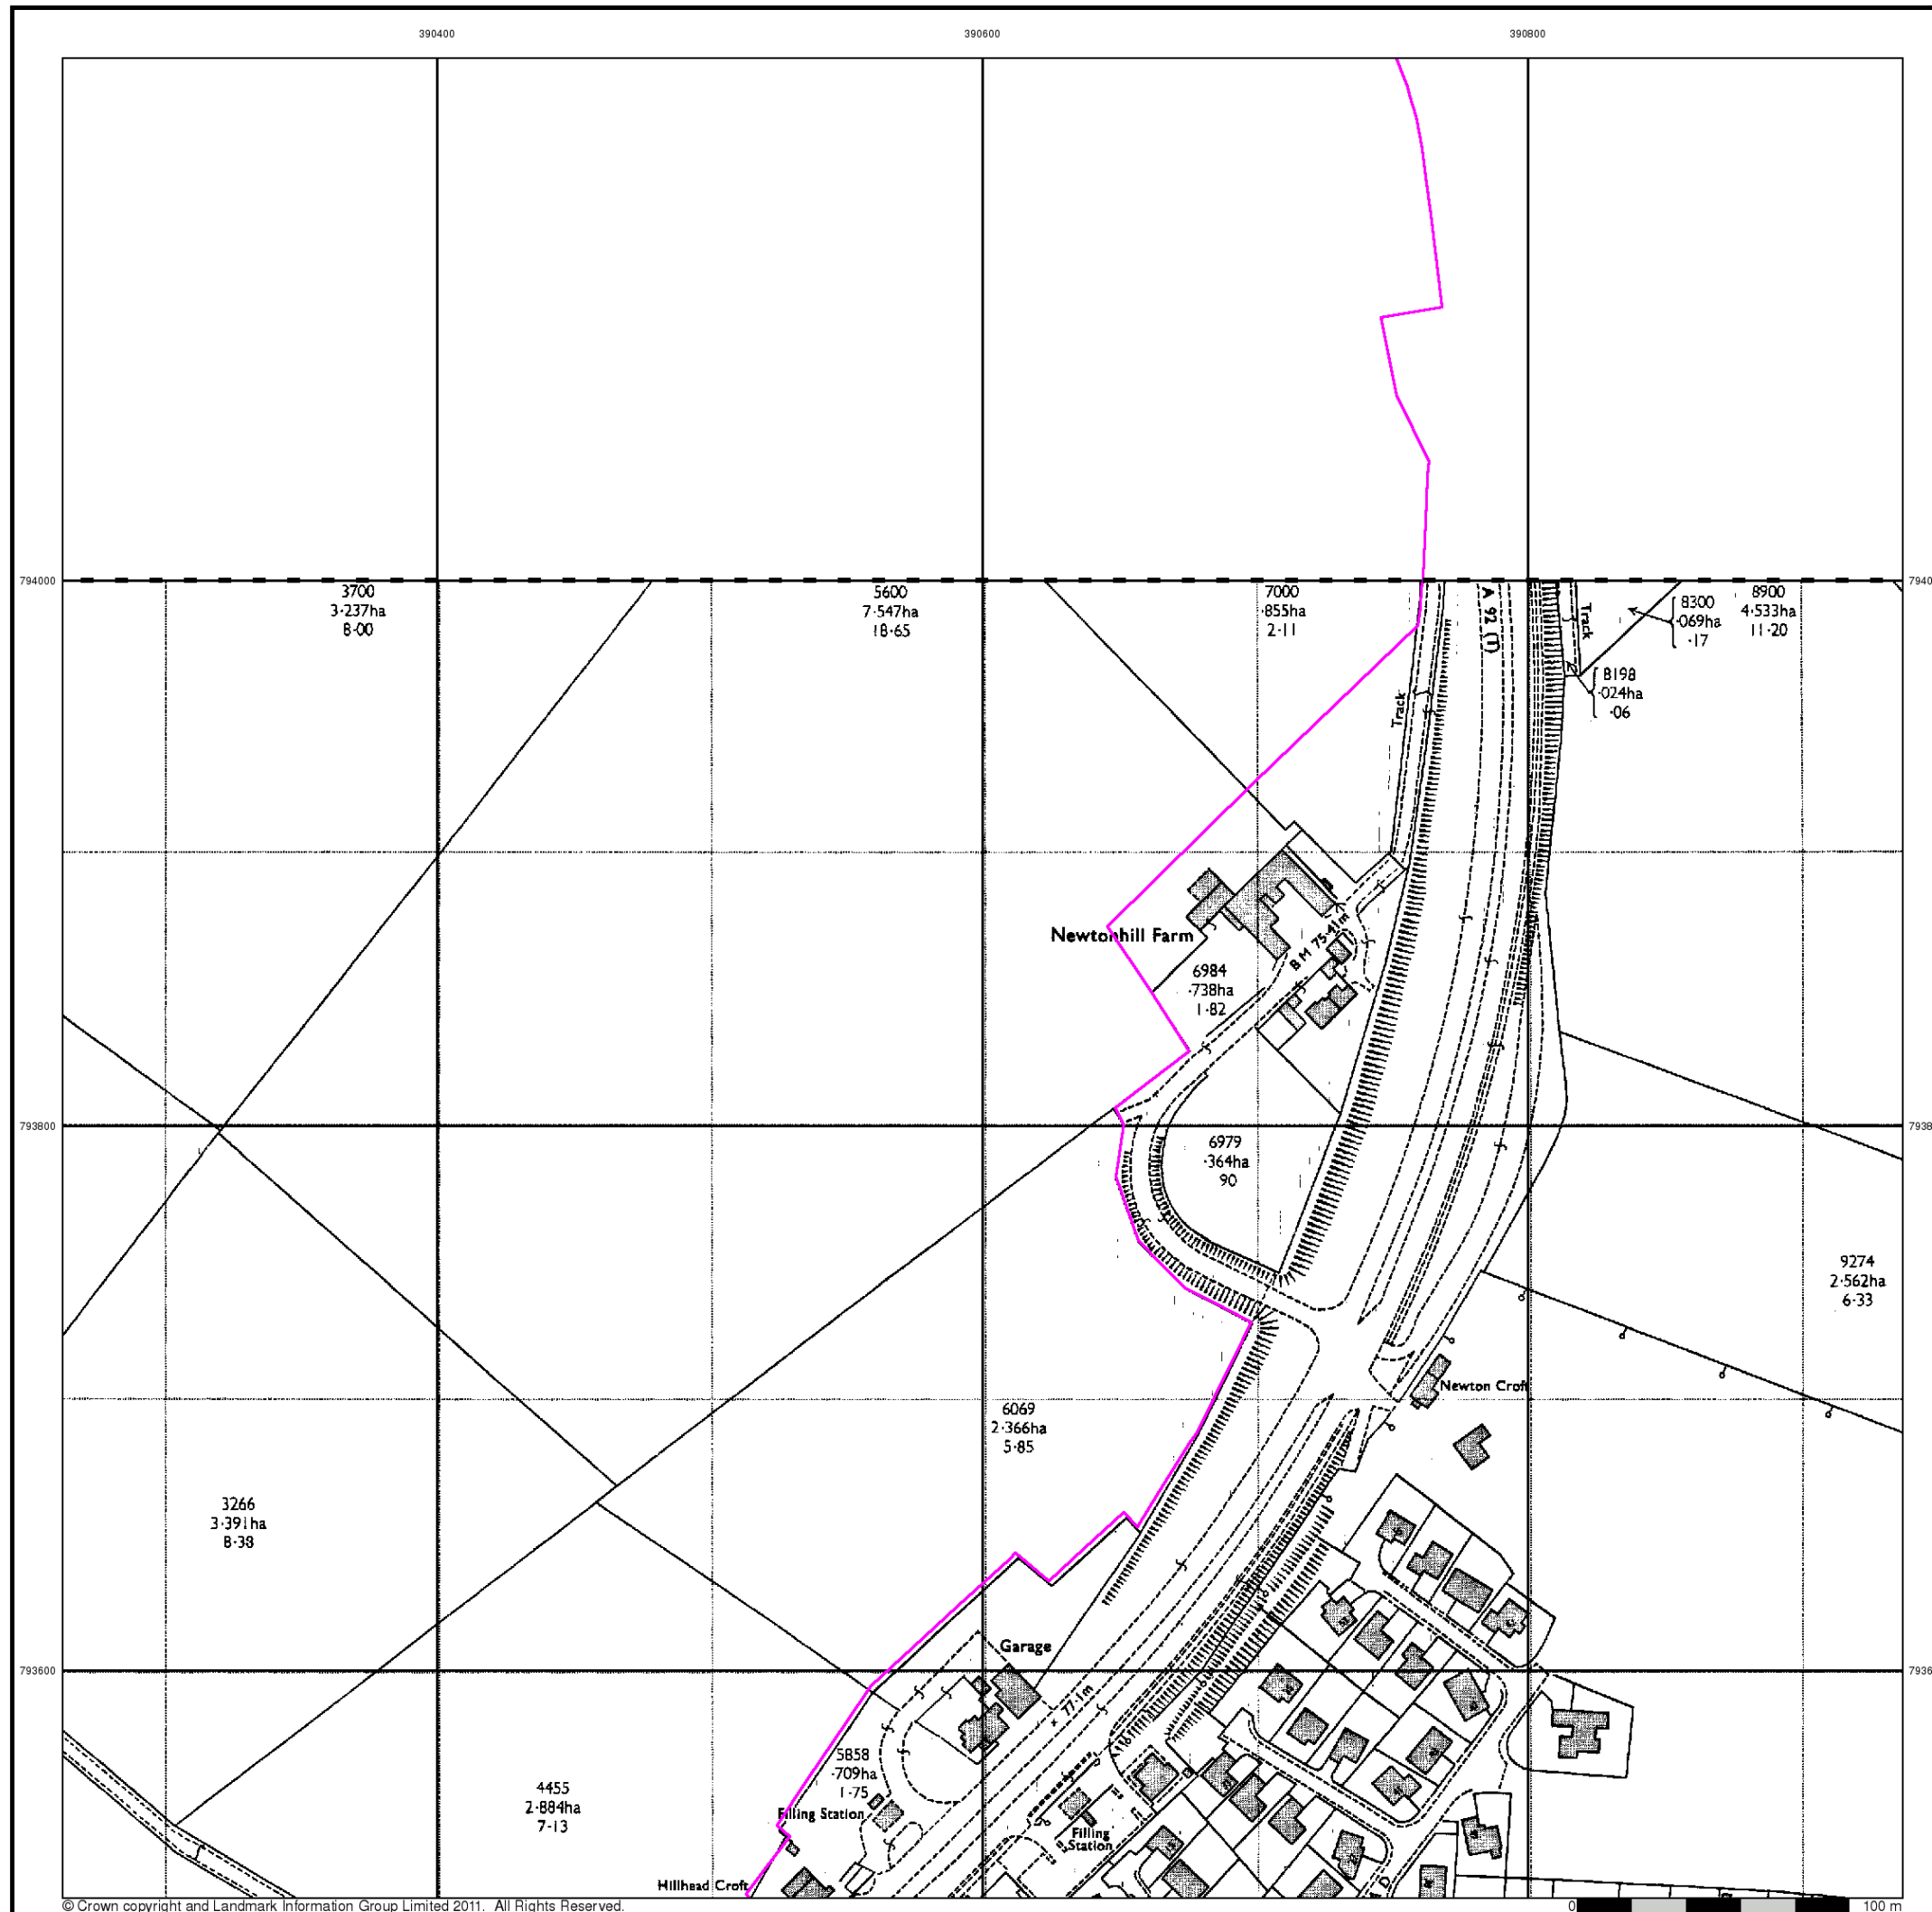 390400
390600
390800
794000
7940
3700
3·237ha
8·00
5600
7·547ha
18·65
7000
·855ha
2·11
A 92 (T)
Track
8300
·069ha
·17
8900
4·533ha
11·20
8198
·024ha
·06
Track
Newtonhill Farm
B M 75·41m
6984
·738ha
1·82
793800
7938
6979
·364ha
90
9274
2·562ha
6·33
Newton Croft
6069
2·366ha
5·85
3266
3·391ha
8·38
Garage
793600
7936
77·1m
5858
·709ha
1·75
4455
2·884ha
7·13
Filling Station
Filling
Station
Hillhead Croft
© Crown copyright and Landmark Information Group Limited 2011. All Rights Reserved.
0
100 m